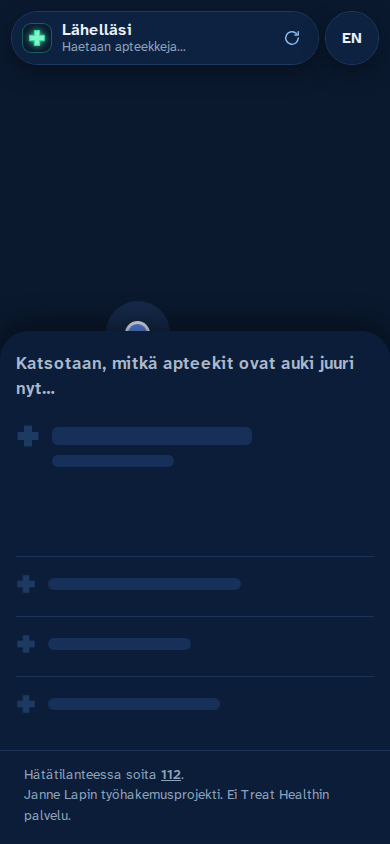 Lähelläsi
Haetaan apteekkeja...
EN
Katsotaan, mitkä apteekit ovat auki juuri
nyt...
Hätätilanteessa soita 112.
Janne Lapin työhakemusprojekti. Ei Treat Healthin
palvelu.